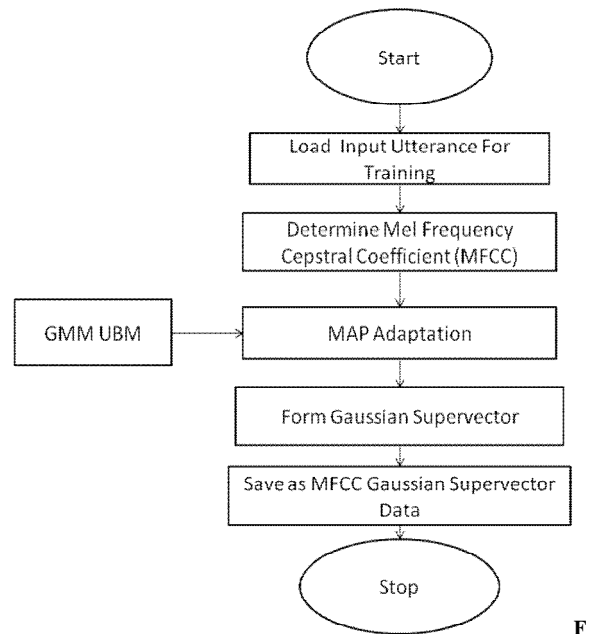 Start
Load Input Utterance For
Training
Determine Mel Frequency
Cepstral Coefficient (MFCC)
GMM UBM
MAP Adaptation
Form Gaussian Supervector
Save as MFCC Gaussian Supervector
Data
Stop
F